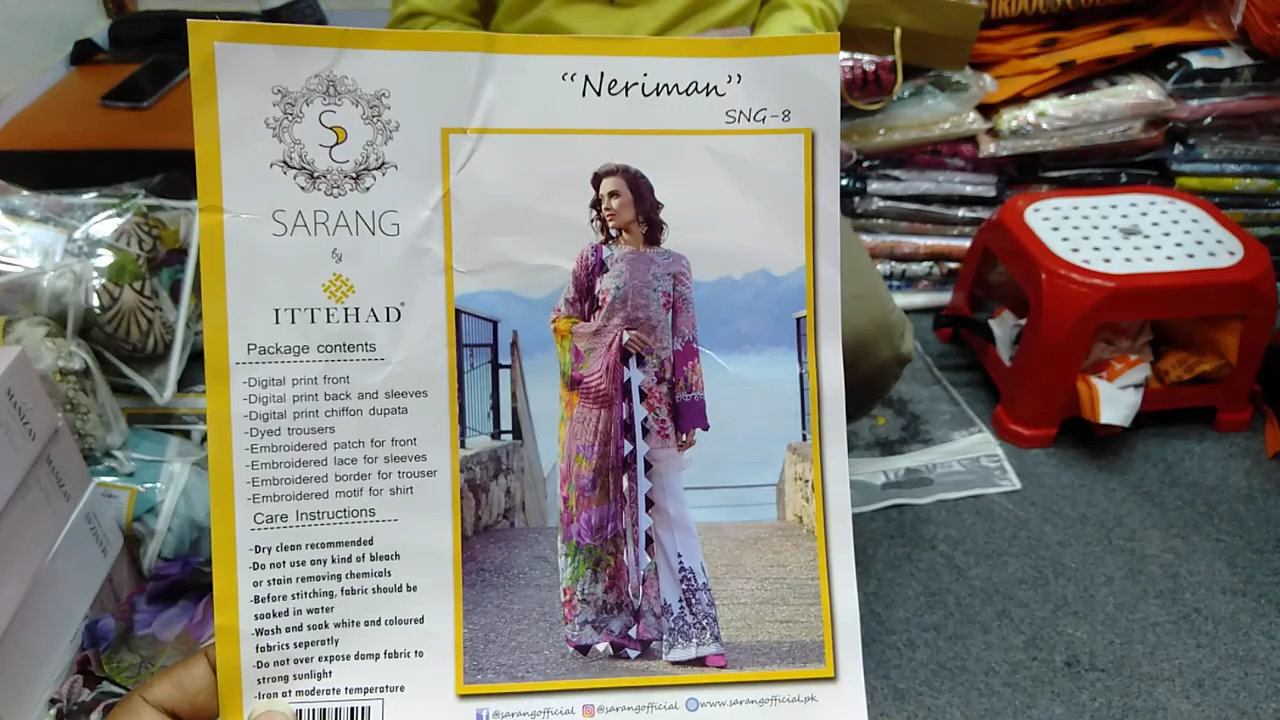 "Neriman"
SNG-8
SARANG
by
ITTEHAD®
Package contents
-Digital print front
-Digital print back and sleeves
-Digital print chiffon dupata
-Dyed trousers
-Embroidered patch for front
-Embroidered lace for sleeves
-Embroidered border for trouser
-Embroidered motif for shirt
Care Instructions
-Dry clean recommended
-Do not use any kind of bleach
or stain removing chemicals
-Before stitching, fabric should be
soaked in water
-Wash and soak white and coloured
fabrics seperatly
-Do not over expose damp fabric to
strong sunlight
-Iron at moderate temperature
@sarangofficial @sarangofficial www.sarangofficial.pk